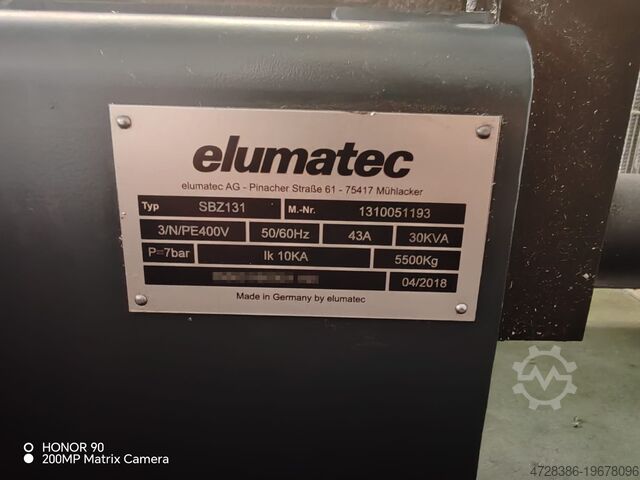 elumatec
elumatec AG - Pinacher Straße 61 - 75417 Mühlacker
Typ SBZ131 M.-Nr. 1310051193
3/N/PE400V 50/60Hz 43A 30KVA
P=7bar Ik 10KA 5500Kg
04/2018
Made in Germany by elumatec
HONOR 90
200MP Matrix Camera
4728386-19678096